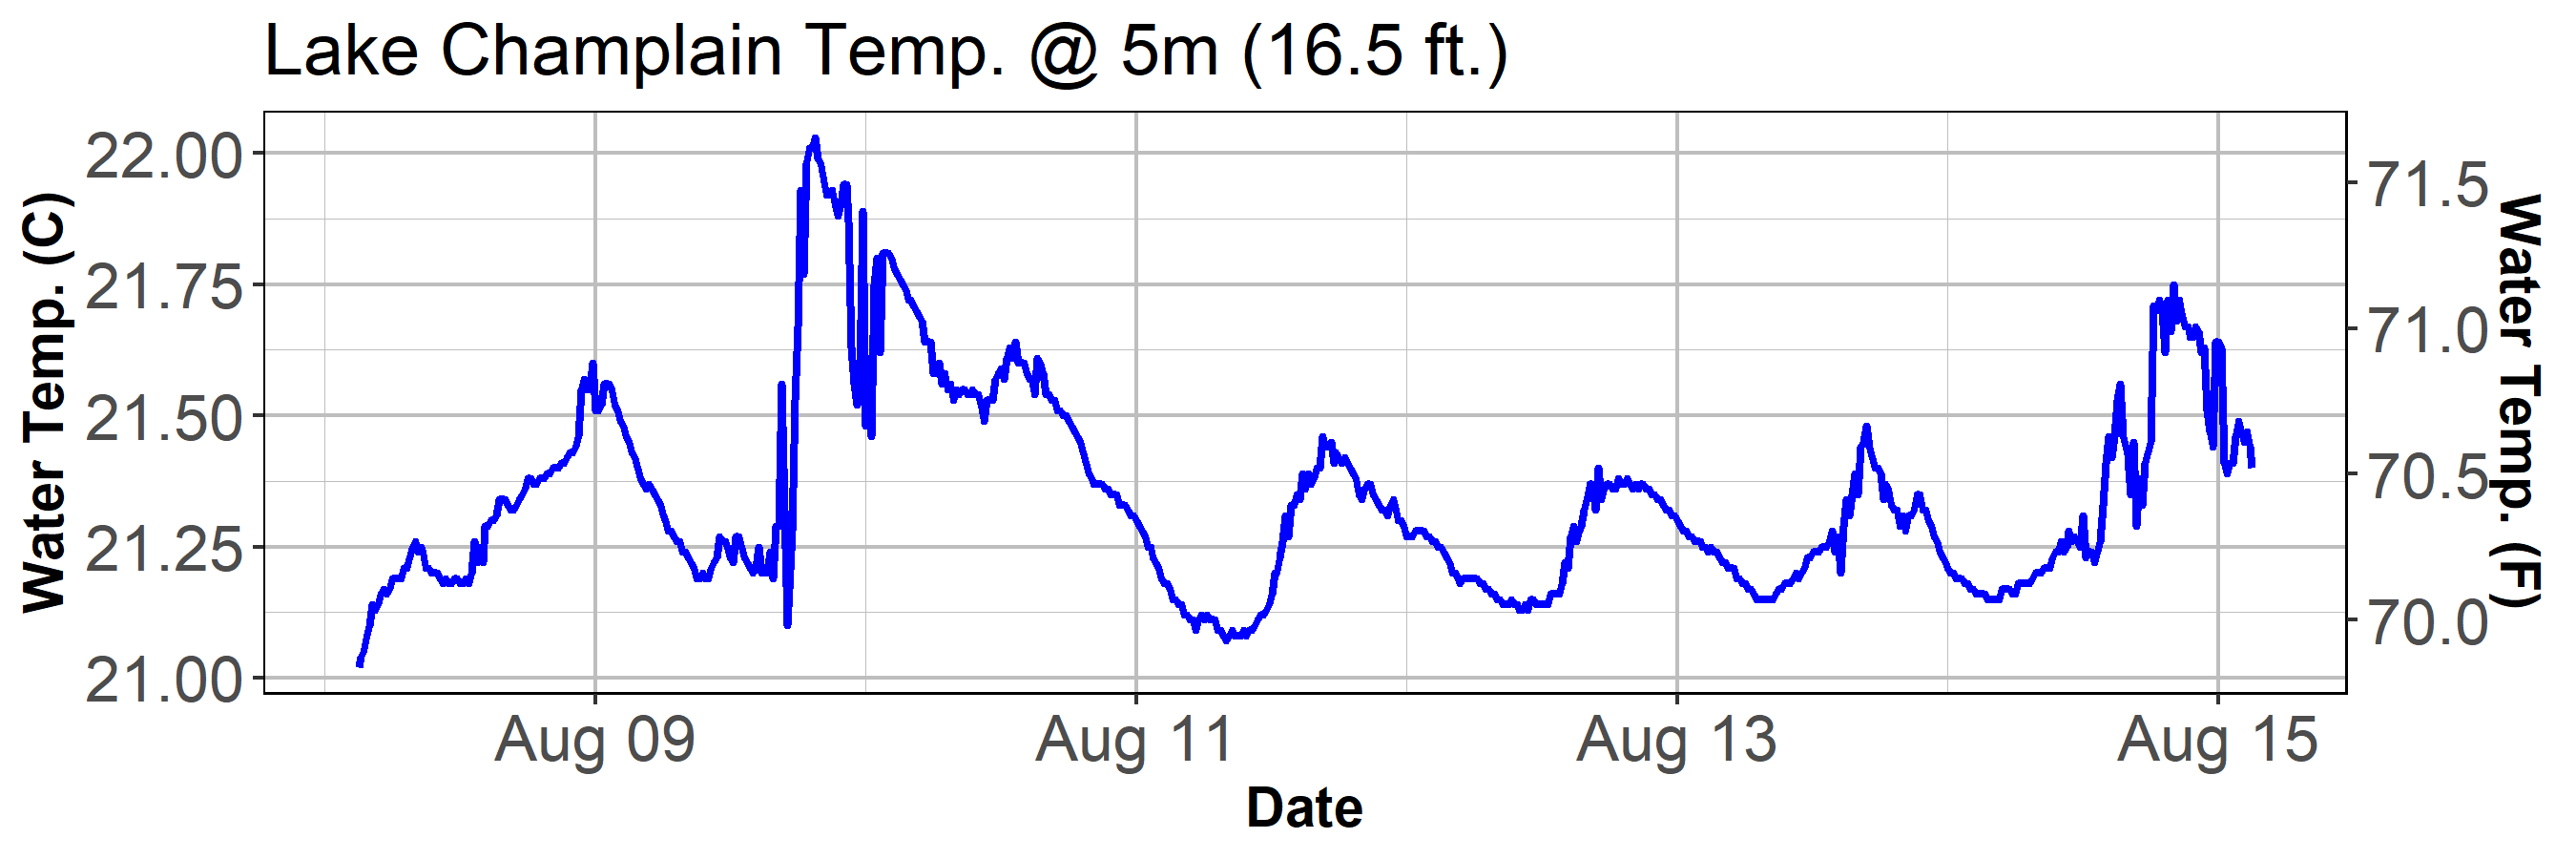 Lake Champlain Temp. @ 5m (16.5 ft.)
Water Temp. (C)
22.00
21.75
21.50
21.25
21.00
71.5
71.0
70.5
70.0
Water Temp. (F)
Aug 09 Aug 11 Aug 13 Aug 15
Date